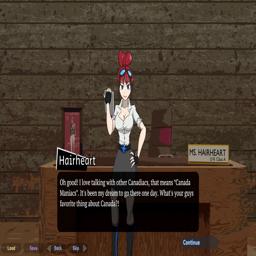 MS. HAIRHEART
Hairheart
Oh good! I love talking with other Canadiacs, that means "Canada
Maniacs". It's been my dream to go there one day. What's your guys
favorite thing about Canada?!
Continue
Load
Save
Back
Skip